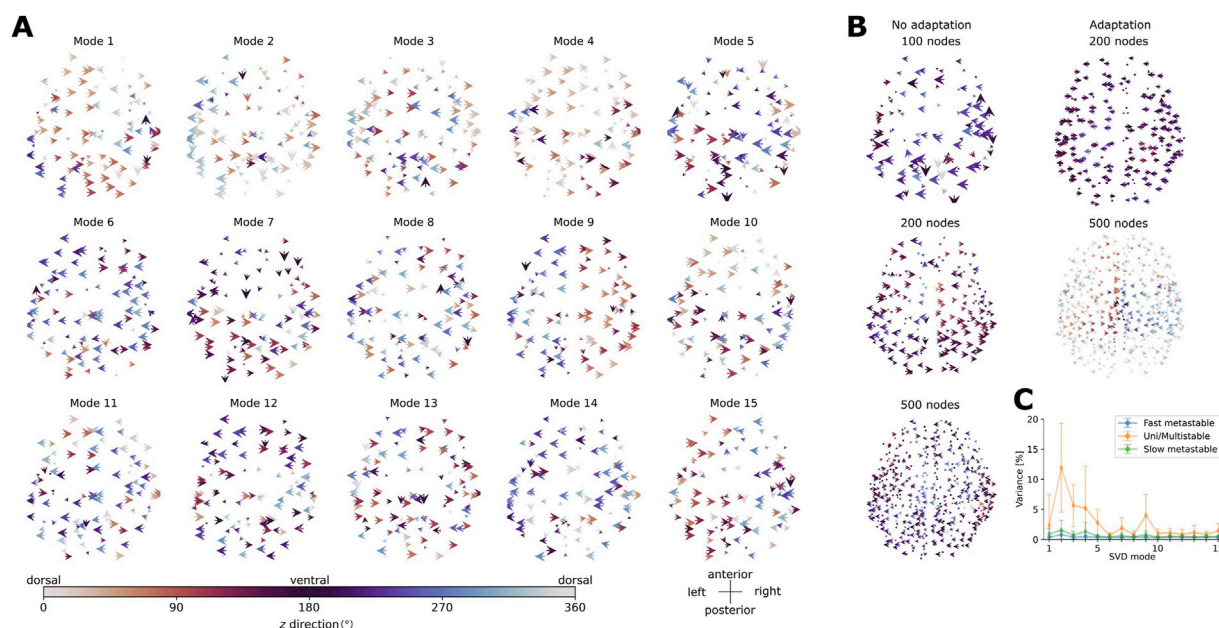 A
Mode 1
Mode 2
Mode 3
Mode 4
Mode 5
Mode 6
Mode 7
Mode 8
Mode 9
Mode 10
Mode 11
Mode 12
Mode 13
Mode 14
Mode 15
dorsal
ventral
dorsal
0
90
180
270
360
z direction(°)
anterior
left
right
posterior
B
No adaptation
Adaptation
100 nodes
200 nodes
200 nodes
500 nodes
500 nodes
C
Fast metastable
Uni/Multistable
Slow metastable
Variance [%]
20
15
10
5
0
1
5
10
SVD mode